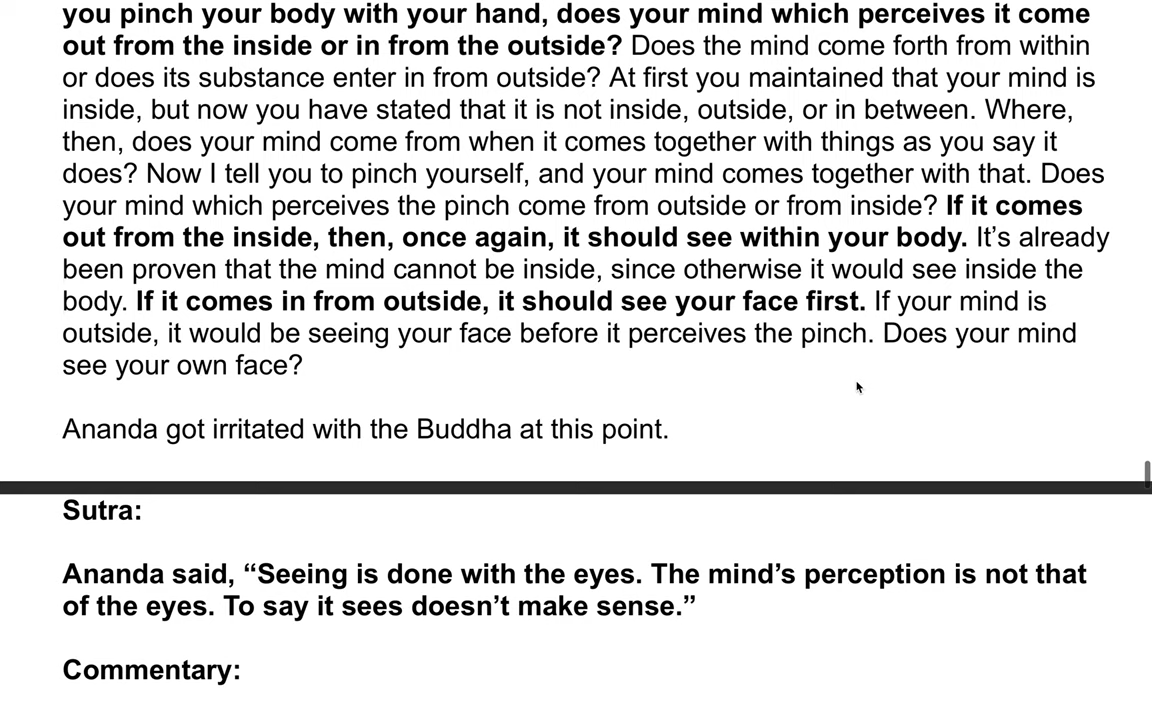 you pinch your body with your hand, does your mind which perceives it come
out from the inside or in from the outside? Does the mind come forth from within
or does its substance enter in from outside? At first you maintained that your mind is
inside, but now you have stated that it is not inside, outside, or in between. Where,
then, does your mind come from when it comes together with things as you say it
does? Now I tell you to pinch yourself, and your mind comes together with that. Does
your mind which perceives the pinch come from outside or from inside? If it comes
out from the inside, then, once again, it should see within your body. It’s already
been proven that the mind cannot be inside, since otherwise it would see inside the
body. If it comes in from outside, it should see your face first. If your mind is
outside, it would be seeing your face before it perceives the pinch. Does your mind
see your own face?
Ananda got irritated with the Buddha at this point.
Sutra:
Ananda said, “Seeing is done with the eyes. The mind’s perception is not that
of the eyes. To say it sees doesn’t make sense.”
Commentary: